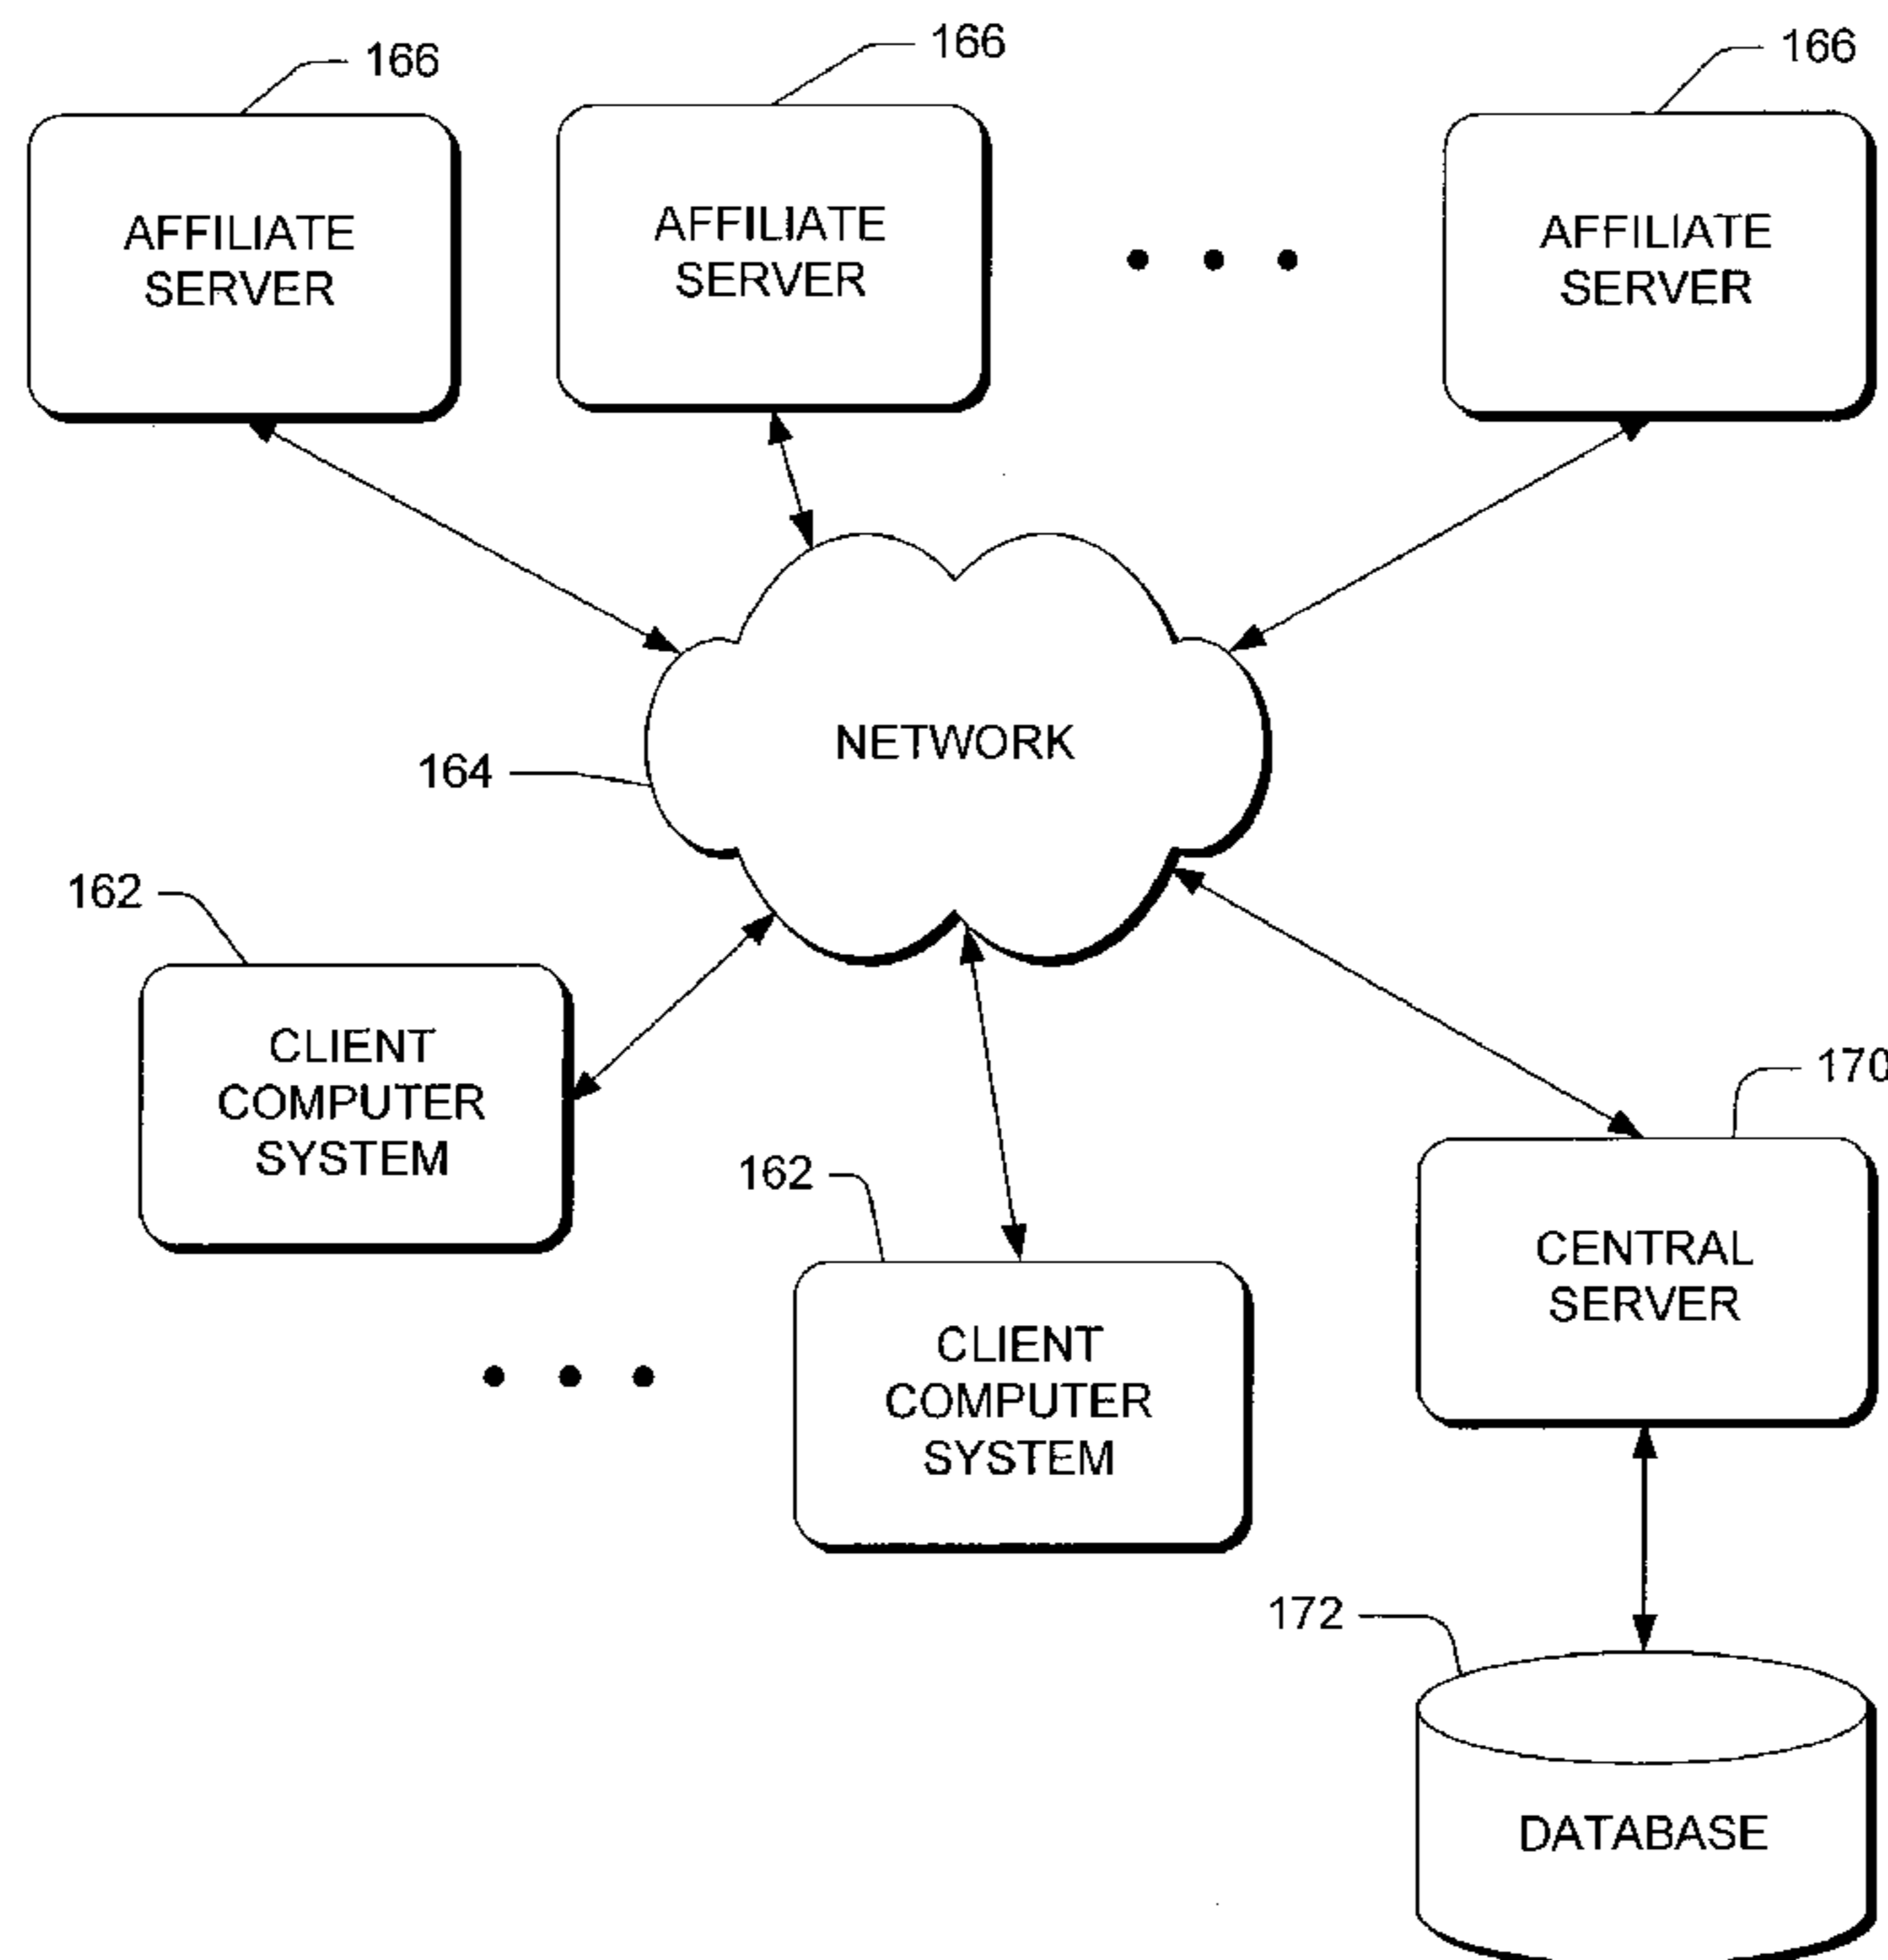 166
166
166
AFFILIATE
SERVER
AFFILIATE
SERVER
AFFILIATE
SERVER
NETWORK
164
162
CLIENT
COMPUTER
SYSTEM
170
162
CENTRAL
SERVER
CLIENT
COMPUTER
SYSTEM
172
DATABASE